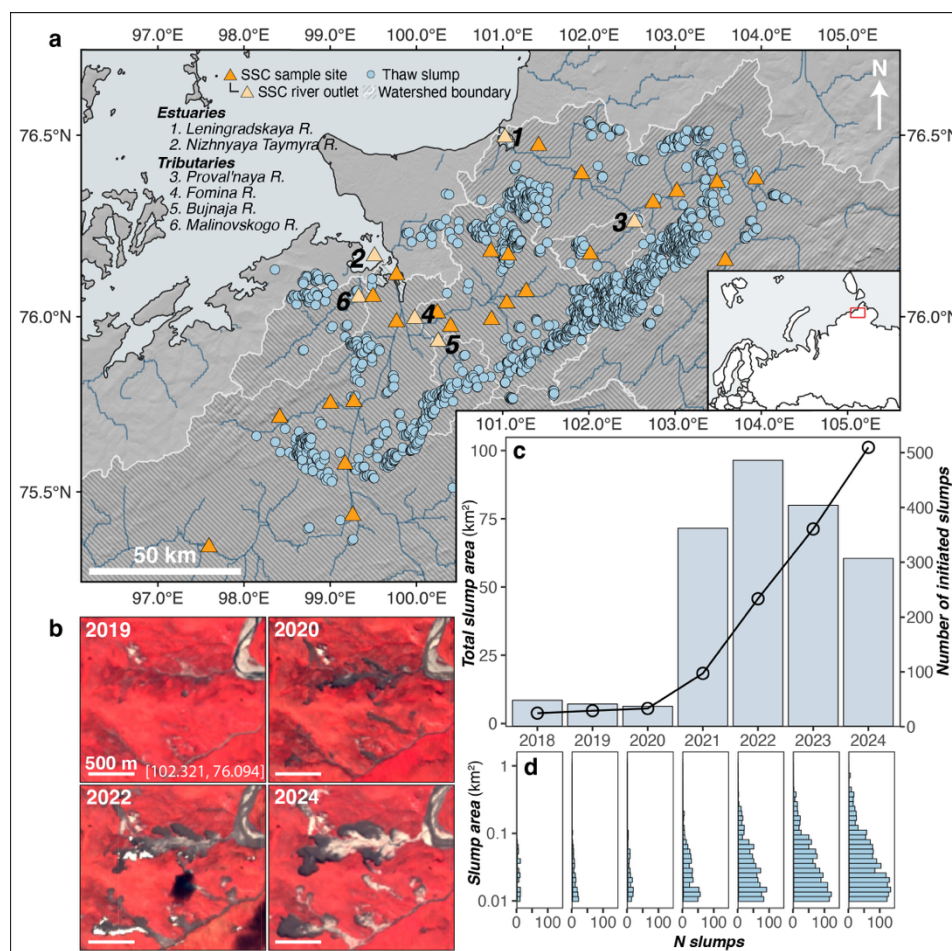 a
97.0°E 98.0°E 99.0°E 100.0°E 101.0°E 102.0°E 103.0°E 104.0°E 105.0°E
SSC sample site
Thaw slump
SSC river outlet
Watershed boundary
N
Estuaries
1. Leningradskaya R.
2. Nizhnyaya Taymyra R.
Tributaries
3. Proval'naya R.
4. Fomina R.
5. Bujnaja R.
6. Malinovskogo R.
76.5°N
76.5°N
1
3
2
6
4
5
76.0°N
76.0°N
75.5°N
50 km
97.0°E 98.0°E 99.0°E 100.0°E
101.0°E 102.0°E 103.0°E 104.0°E 105.0°E
b
2019
2020
500 m
[102.321, 76.094]
2022
2024
c
Total slump area (km²)
100
75
50
25
0
500
400
300
200
100
0
Number of initiated slumps
2018 2019 2020 2021 2022 2023 2024
d
Slump area (km²)
1
0.1
0.01
0 100 0 100 0 100 0 100 0 100 0 100 0 100
N slumps